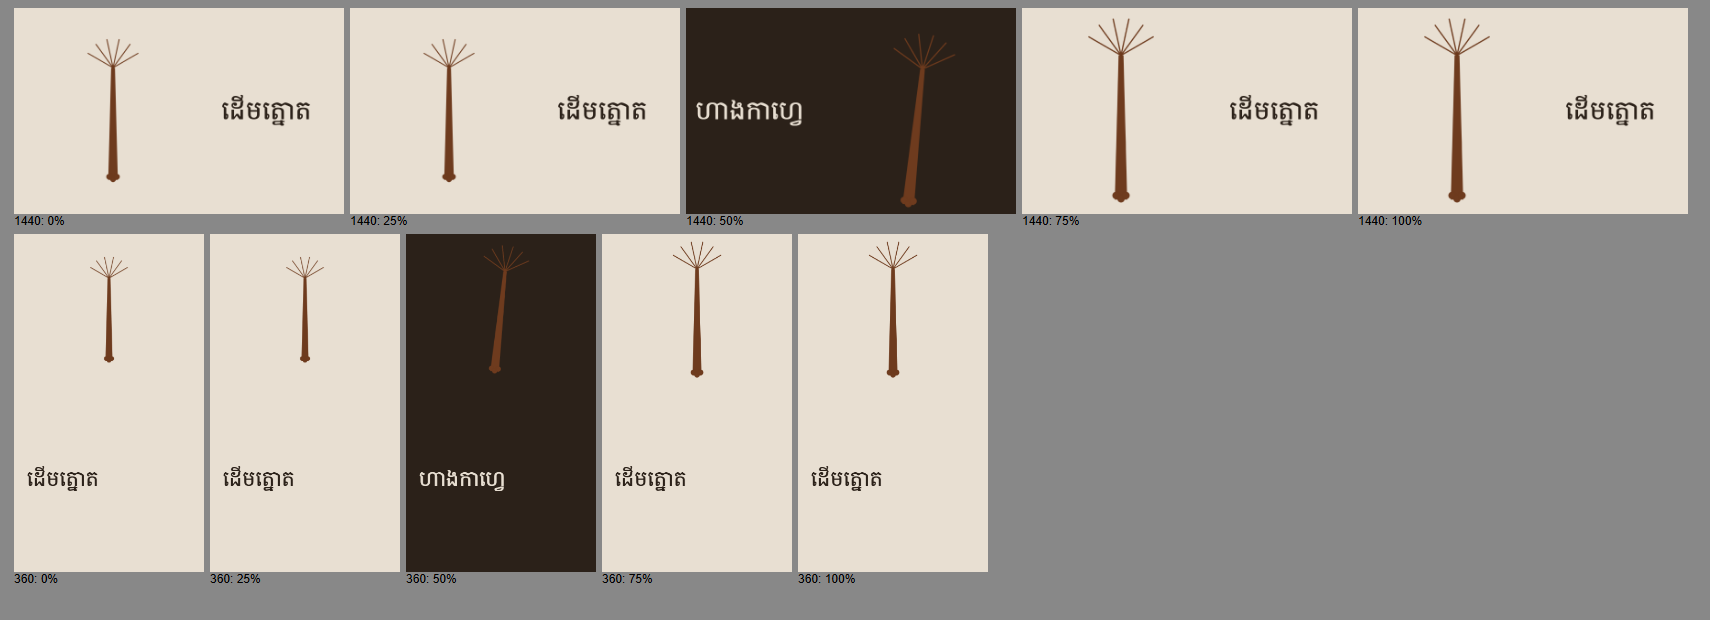 ដើមត្នោត
ដើមត្នោត
ហាងកាហ្វេ
ដើមត្នោត
ដើមត្នោត
1440: 0%
1440: 25%
1440: 50%
1440: 75%
1440: 100%
ដើមត្នោត
ដើមត្នោត
ហាងកាហ្វេ
ដើមត្នោត
ដើមត្នោត
360: 0%
360: 25%
360: 50%
360: 75%
360: 100%